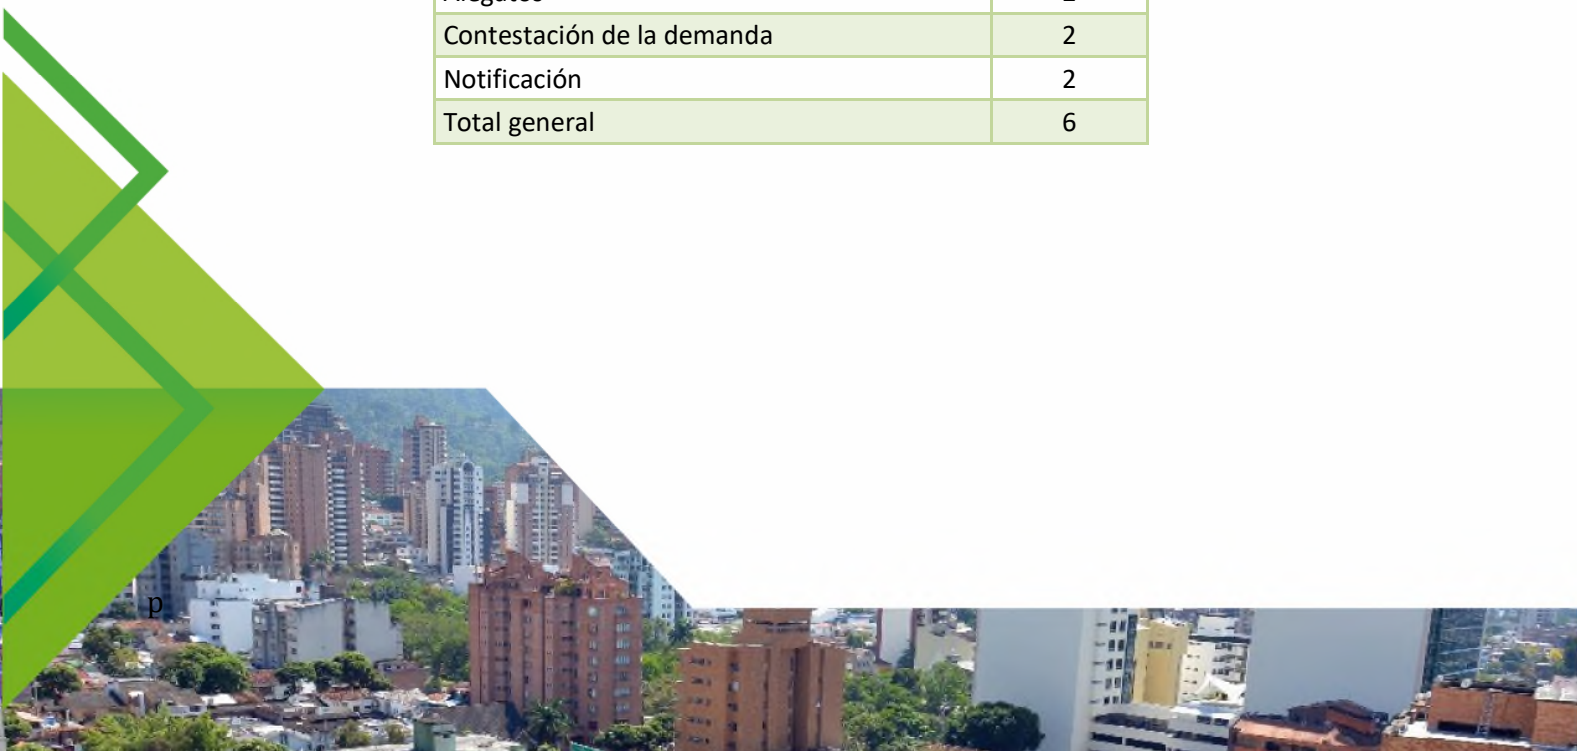 Contestación de la demanda 2
Notificación 2
Total general 6
p